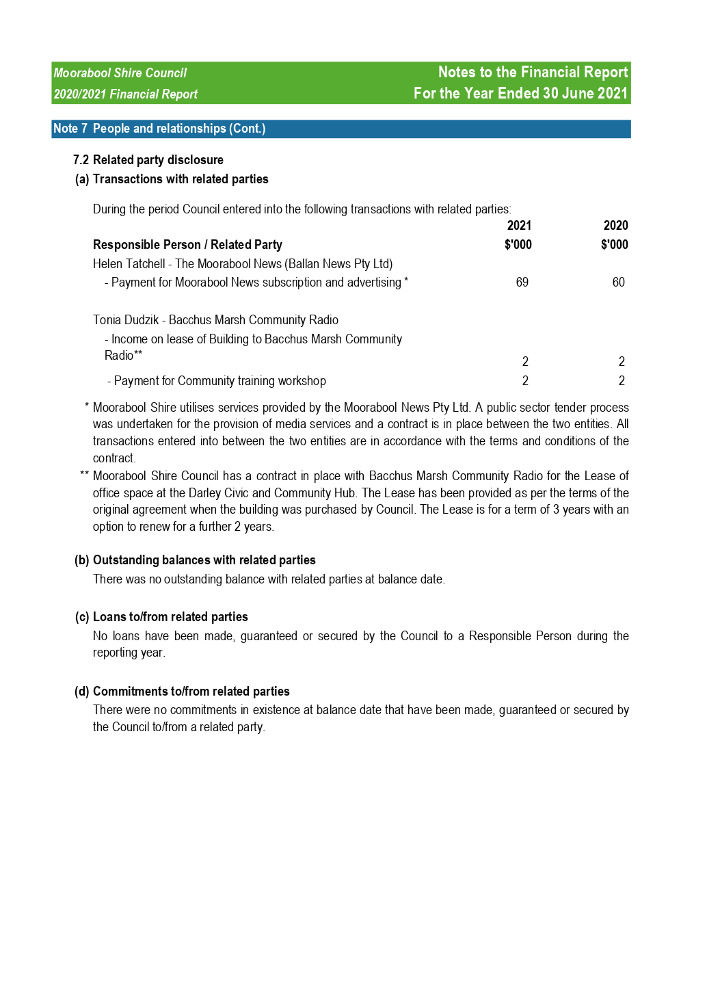 Moorabool Shire Council Notes to the Financial Report
2020/2021 Financial Report For the Year Ended 30 June 2021
Note 7 People and relationships (Cont.)
7.2 Related party disclosure
(a) Transactions with related parties
During the period Council entered into the following transactions with related parties:
2021 2020
Responsible Person / Related Party $'000 $'000
Helen Tatchell - The Moorabool News (Ballan News Pty Ltd)
- Payment for Moorabool News subscription and advertising * 69 60
Tonia Dudzik - Bacchus Marsh Community Radio
- Income on lease of Building to Bacchus Marsh Community
Radio** 2 2
- Payment for Community training workshop 2 2
* Moorabool Shire utilises services provided by the Moorabool News Pty Ltd. A public sector tender process
was undertaken for the provision of media services and a contract is in place between the two entities. All
transactions entered into between the two entities are in accordance with the terms and conditions of the
contract.
** Moorabool Shire Council has a contract in place with Bacchus Marsh Community Radio for the Lease of
office space at the Darley Civic and Community Hub. The Lease has been provided as per the terms of the
original agreement when the building was purchased by Council. The Lease is for a term of 3 years with an
option to renew for a further 2 years.
(b) Outstanding balances with related parties
There was no outstanding balance with related parties at balance date.
(c) Loans to/from related parties
No loans have been made, guaranteed or secured by the Council to a Responsible Person during the
reporting year.
(d) Commitments to/from related parties
There were no commitments in existence at balance date that have been made, guaranteed or secured by
the Council to/from a related party.